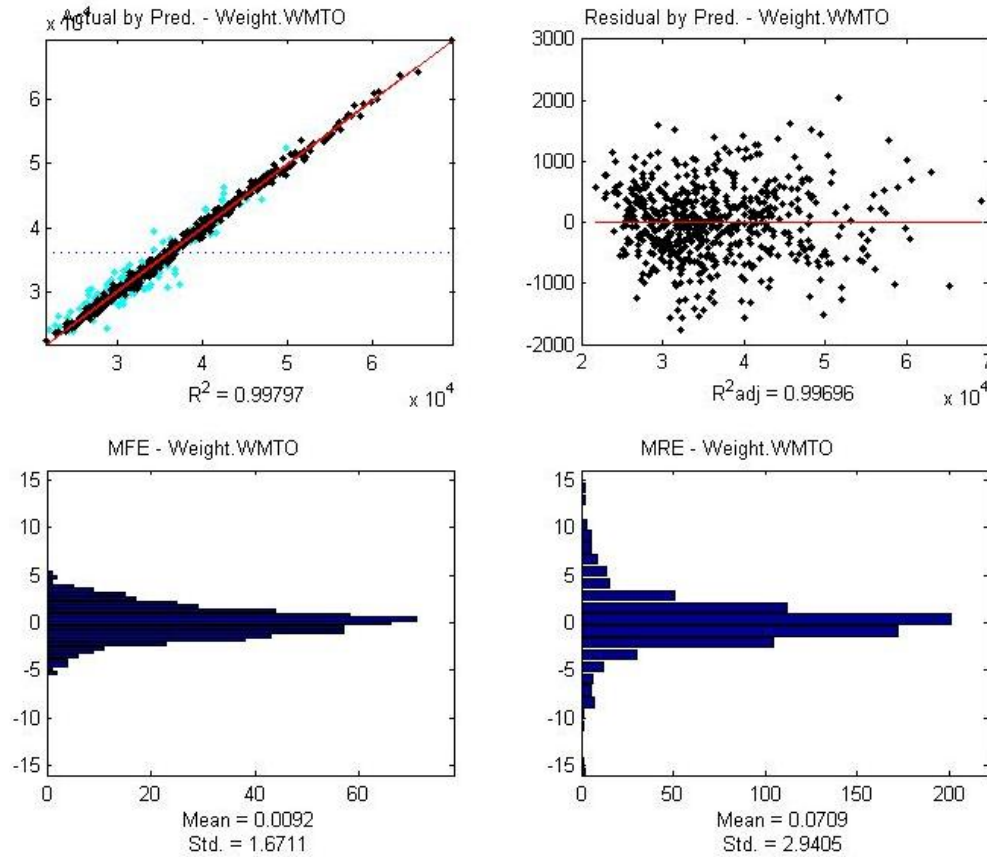 x 10^4 Actual by Pred. - Weight.WMTO
6
5
4
3
3 4 5 6
R^2 = 0.99797
x 10^4
Residual by Pred. - Weight.WMTO
3000
2000
1000
0
-1000
-2000
2 3 4 5 6 7
R^2adj = 0.99696
x 10^4
MFE - Weight.WMTO
15
10
5
0
-5
-10
-15
0 20 40 60
Mean = 0.0092
Std. = 1.6711
MRE - Weight.WMTO
15
10
5
0
-5
-10
-15
0 50 100 150 200
Mean = 0.0709
Std. = 2.9405